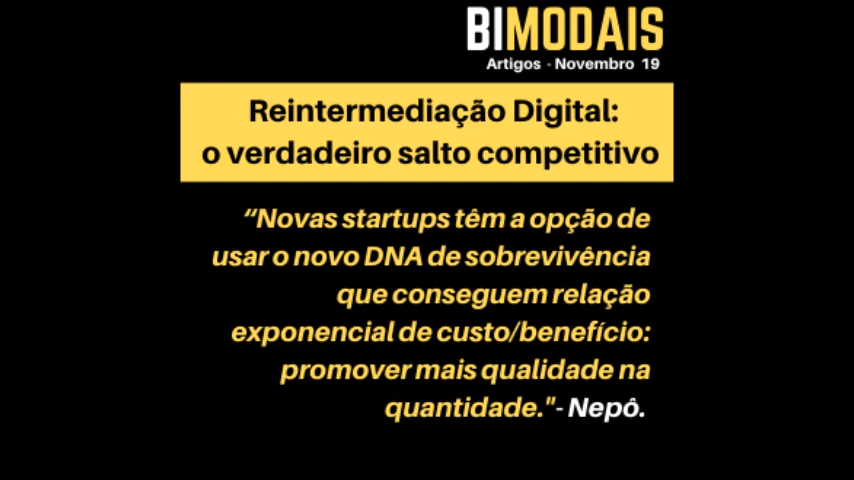 BIMODAIS
Artigos - Novembro 19
Reintermediação Digital:
o verdadeiro salto competitivo
“Novas startups têm a opção de
usar o novo DNA de sobrevivência
que conseguem relação
exponencial de custo/benefício:
promover mais qualidade na
quantidade."- Nepô.